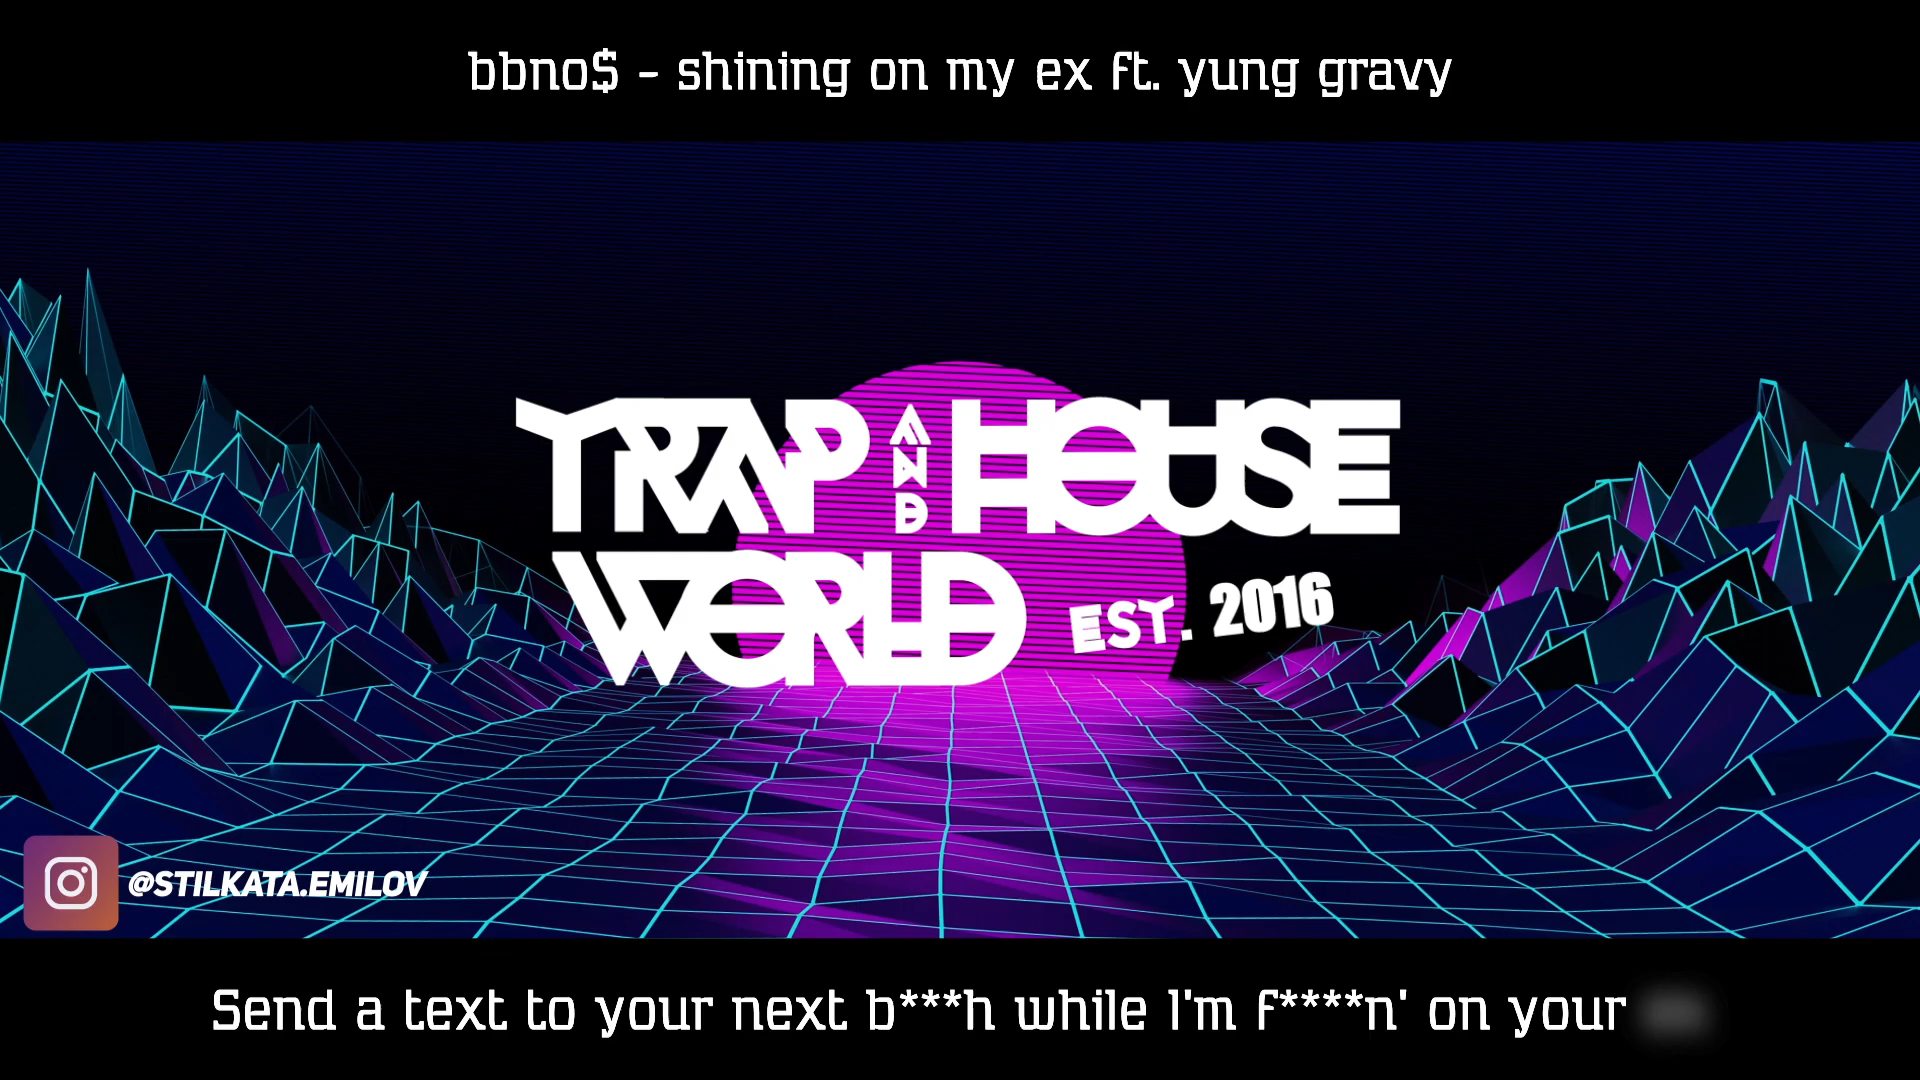 bbno$ - shining on my ex ft. yung gravy
TRAP AND HOUSE
WORLD EST. 2016
@STILKATA.EMILOV
Send a text to your next b***h while I'm f****n' on your